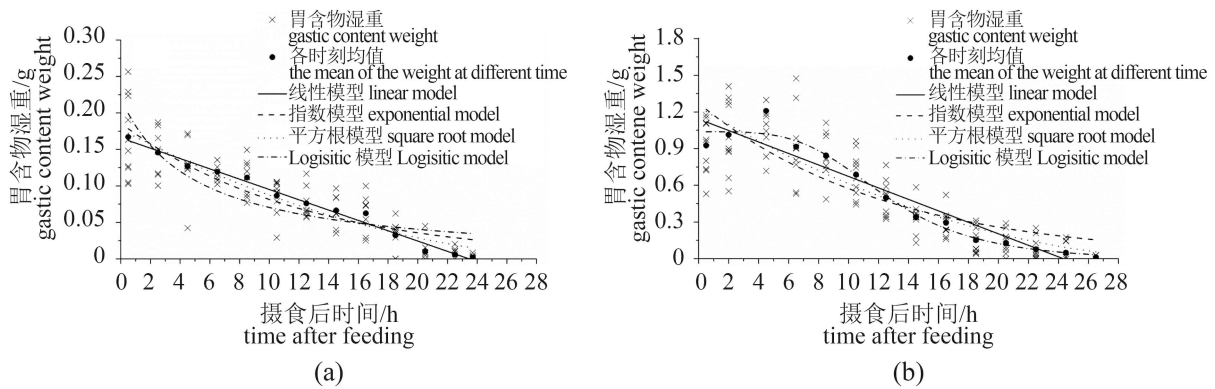 胃含物湿重/g
gastic content weight
0.30
0.25
0.20
0.15
0.10
0.05
0
0 2 4 6 8 10 12 14 16 18 20 22 24 26 28
摄食后时间/h
time after feeding
胃含物湿重
gastic content weight
各时刻均值
the mean of the weight at different time
线性模型 linear model
指数模型 exponential model
平方根模型 square root model
Logisitic 模型 Logisitic model
(a)
胃含物湿重/g
gastic contene weight
1.8
1.5
1.2
0.9
0.6
0.3
0
0 2 4 6 8 10 12 14 16 18 20 22 24 26 28
摄食后时间/h
time after feeding
胃含物湿重
gastic content weight
各时刻均值
the mean of the weight at different time
线性模型 linear model
指数模型 exponential model
平方根模型 square root model
Logisitic 模型 Logisitic model
(b)